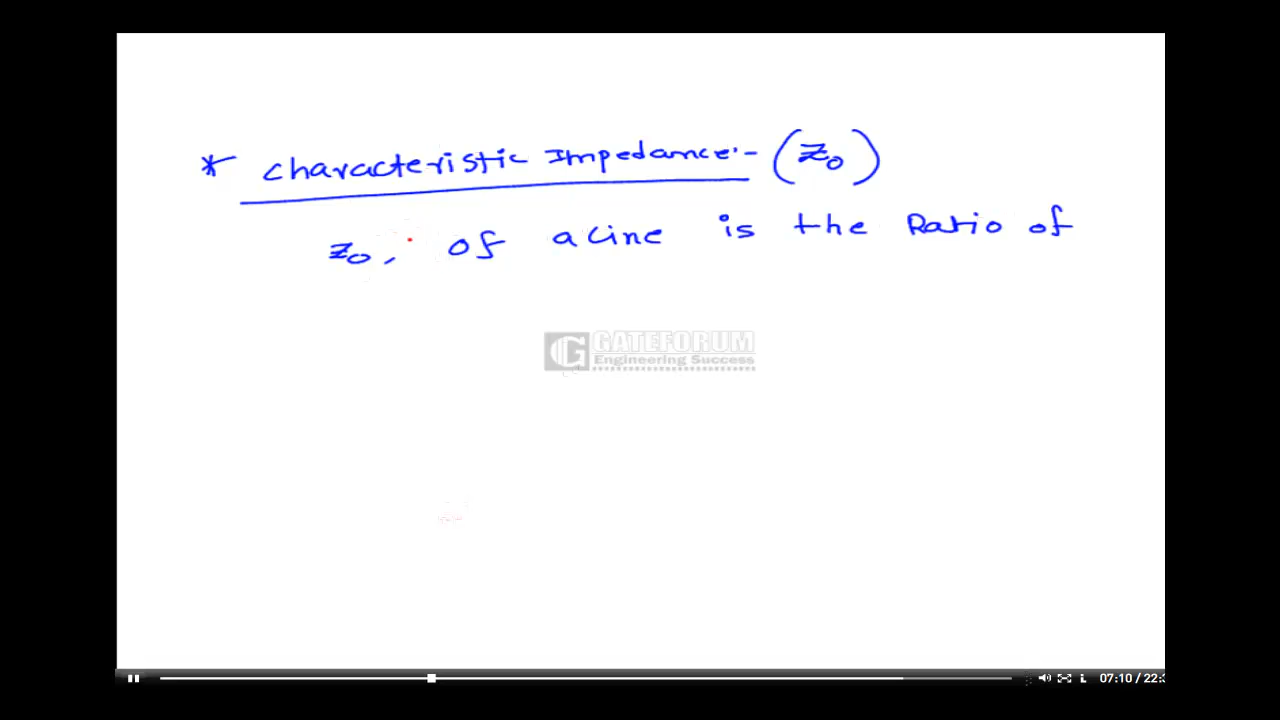 * Characteristic Impedance:- (Z0)
Z0, of a line is the Ratio of
GATEFORUM
Engineering Success
07:10 / 22: